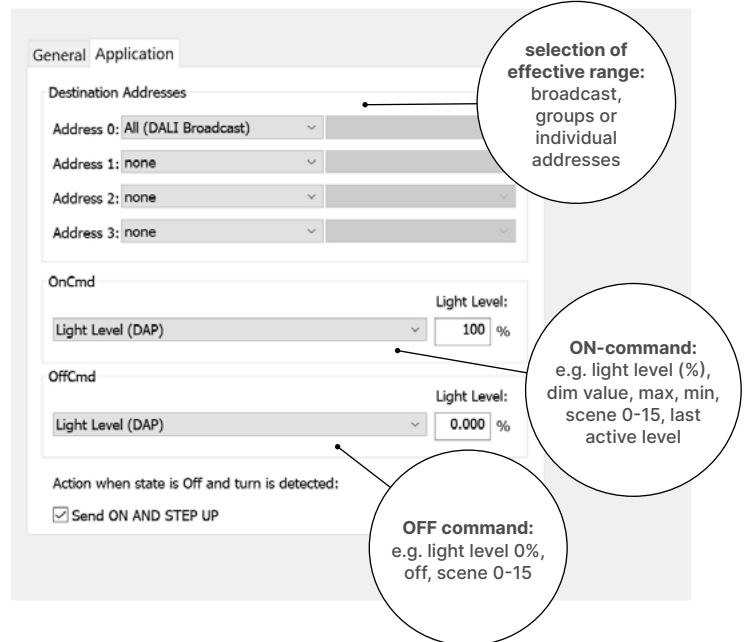 General Application
Destination Addresses
Address 0: All (DALI Broadcast)
Address 1: none
Address 2: none
Address 3: none
selection of
effective range:
broadcast,
groups or
individual
addresses
OnCmd
Light Level:
Light Level (DAP) 100 %
ON-command:
e.g. light level (%),
dim value, max, min,
scene 0-15, last
active level
OffCmd
Light Level:
Light Level (DAP) 0.000 %
Action when state is Off and turn is detected:
Send ON AND STEP UP
OFF command:
e.g. light level 0%,
off, scene 0-15